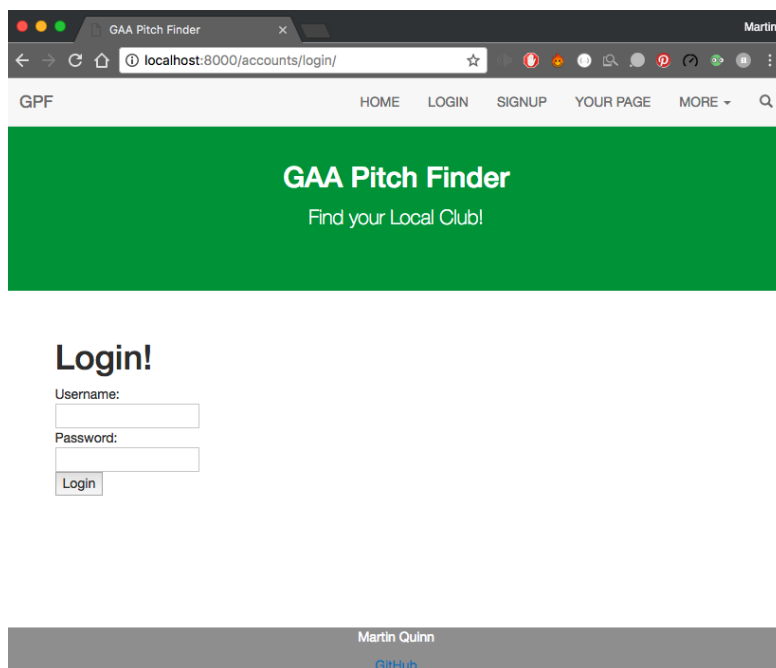 GAA Pitch Finder
Martin
localhost:8000/accounts/login/
GPF HOME LOGIN SIGNUP YOUR PAGE MORE
GAA Pitch Finder
Find your Local Club!
Login!
Username:
Password:
Login
Martin Quinn
GitHub